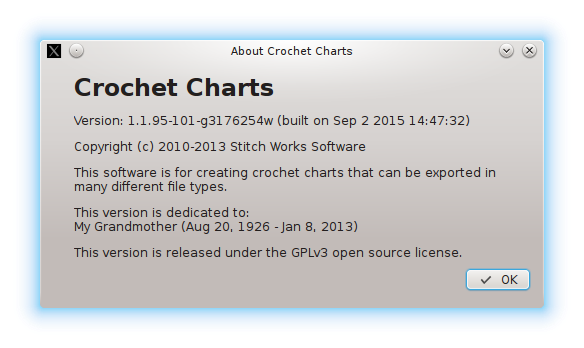 About Crochet Charts
Crochet Charts
Version: 1.1.95-101-g3176254w (built on Sep 2 2015 14:47:32)
Copyright (c) 2010-2013 Stitch Works Software
This software is for creating crochet charts that can be exported in
many different file types.
This version is dedicated to:
My Grandmother (Aug 20, 1926 - Jan 8, 2013)
This version is released under the GPLv3 open source license.
OK